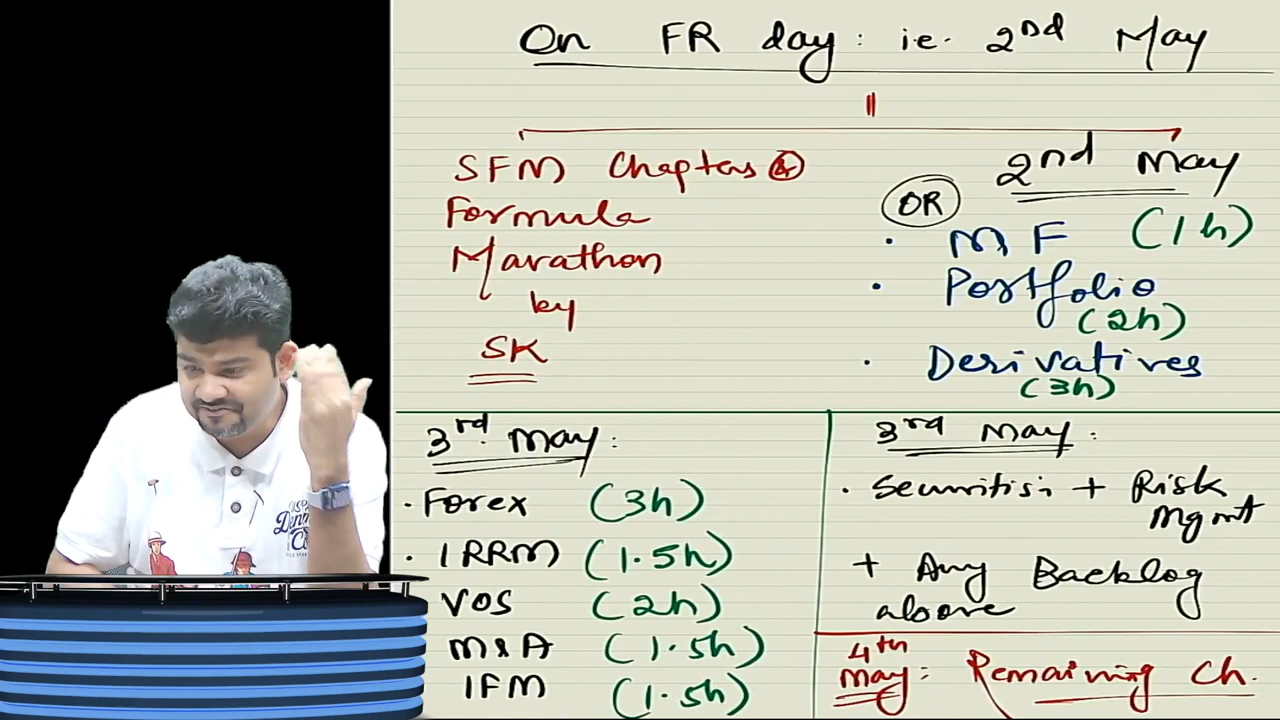 On FR day: i.e. 2nd May
SFM Chapters &
Formula
Marathon
by
SK
OR
2nd May
· MF (1h)
· Portfolio
(2h)
· Derivatives
(3h)
3rd May:
· Forex (3h)
· IRRM (1.5h)
VOS (2h)
M&A (1.5h)
IFM (1.5h)
3rd May:
· Securitisn + Risk
Mgmt
+ Any Backlog
above
4th
May: Remaining Ch.